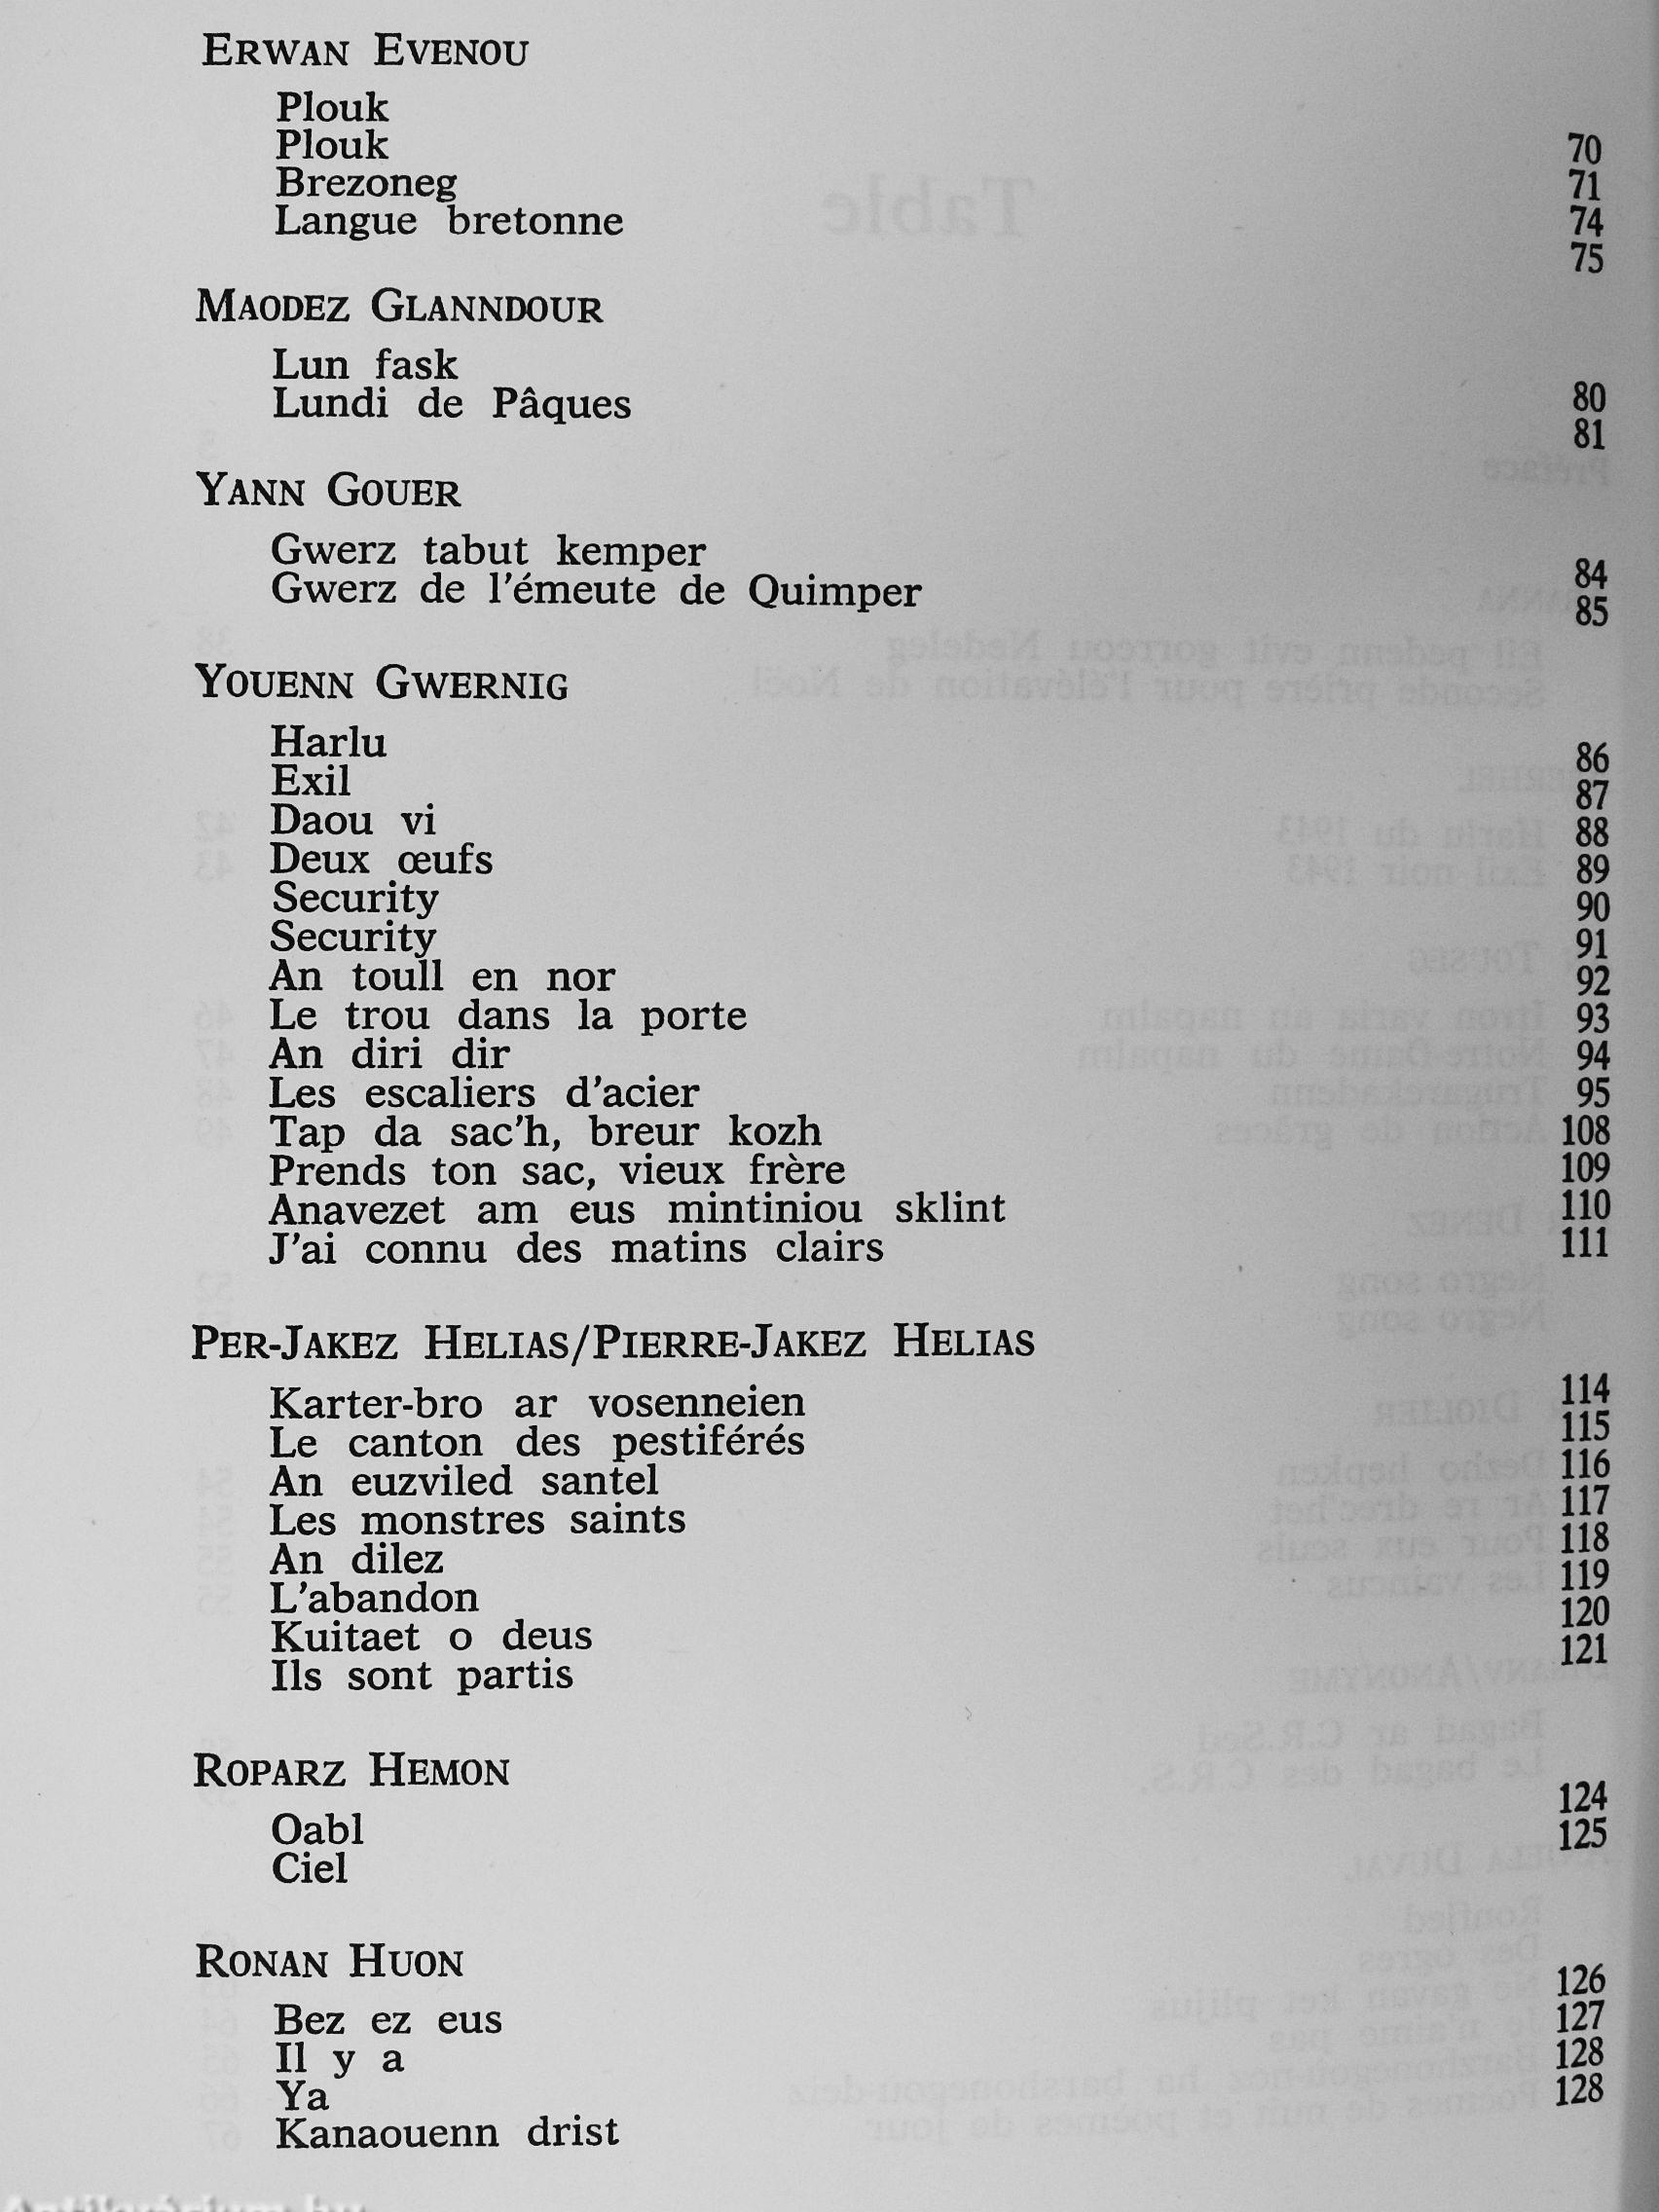 ERWAN EVENOU
Plouk 70
Plouk 71
Brezoneg 74
Langue bretonne 75
MAODEZ GLANNDOUR
Lun fask 80
Lundi de Pâques 81
YANN GOUER
Gwerz tabut kemper 84
Gwerz de l'émeute de Quimper 85
YOUENN GWERNIG
Harlu 86
Exil 87
Daou vi 88
Deux œufs 89
Security 90
Security 91
An toull en nor 92
Le trou dans la porte 93
An diri dir 94
Les escaliers d'acier 95
Tap da sac'h, breur kozh 108
Prends ton sac, vieux frère 109
Anavezet am eus mintiniou sklint 110
J'ai connu des matins clairs 111
PER-JAKEZ HELIAS/PIERRE-JAKEZ HELIAS
Karter-bro ar vosenneien 114
Le canton des pestiférés 115
An euzviled santel 116
Les monstres saints 117
An dilez 118
L'abandon 119
Kuitaet o deus 120
Ils sont partis 121
ROPARZ HEMON
Oabl 124
Ciel 125
RONAN HUON
Bez ez eus 126
Il y a 127
Ya 128
Kanaouenn drist 128